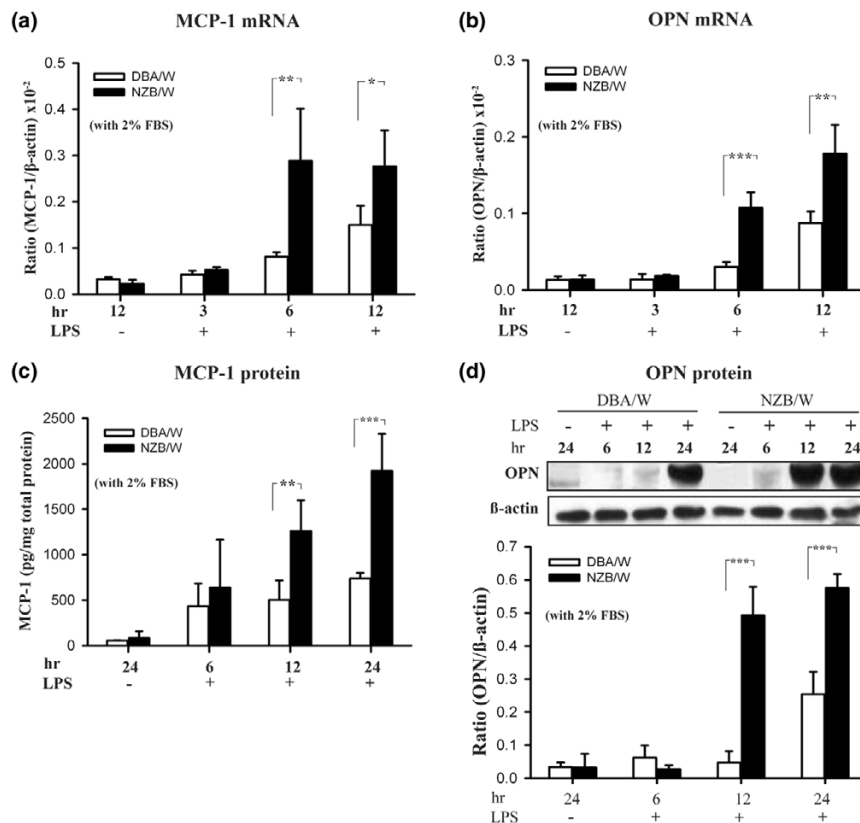 (a)
MCP-1 mRNA
Ratio (MCP-1/β-actin) x10⁻²
0.5
0.4
0.3
0.2
0.1
0.0
DBA/W
NZB/W
(with 2% FBS)
**
*
hr 12 3 6 12
LPS - + + +
(b)
OPN mRNA
Ratio (OPN/β-actin) x10⁻²
0.3
0.2
0.1
0.0
DBA/W
NZB/W
(with 2% FBS)
***
**
hr 12 3 6 12
LPS - + + +
(c)
MCP-1 protein
MCP-1 (pg/mg total protein)
2500
2000
1500
1000
500
0
DBA/W
NZB/W
(with 2% FBS)
**
***
hr 24 6 12 24
LPS - + + +
(d)
OPN protein
DBA/W NZB/W
LPS - + + + - + + +
hr 24 6 12 24 24 6 12 24
OPN
ß-actin
Ratio (OPN/ß-actin)
0.7
0.6
0.5
0.4
0.3
0.2
0.1
0.0
DBA/W
NZB/W
(with 2% FBS)
***
***
hr 24 6 12 24
LPS - + + +